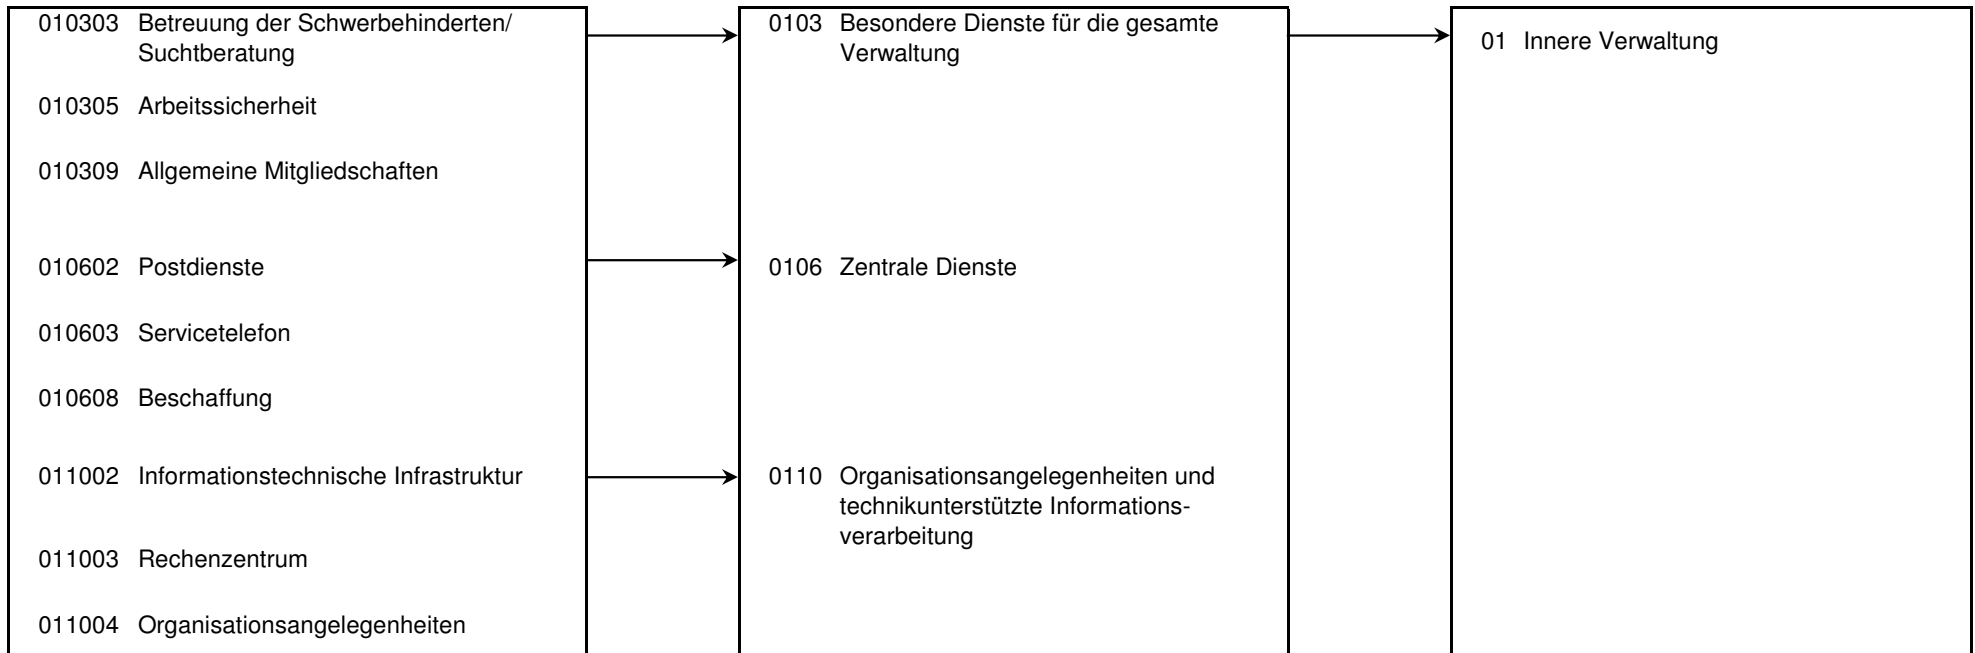 010303 Betreuung der Schwerbehinderten/
Suchtberatung
010305 Arbeitssicherheit
010309 Allgemeine Mitgliedschaften
010602 Postdienste
010603 Servicetelefon
010608 Beschaffung
011002 Informationstechnische Infrastruktur
011003 Rechenzentrum
011004 Organisationsangelegenheiten
0103 Besondere Dienste für die gesamte
Verwaltung
0106 Zentrale Dienste
0110 Organisationsangelegenheiten und
technikunterstützte Informations-
verarbeitung
01 Innere Verwaltung